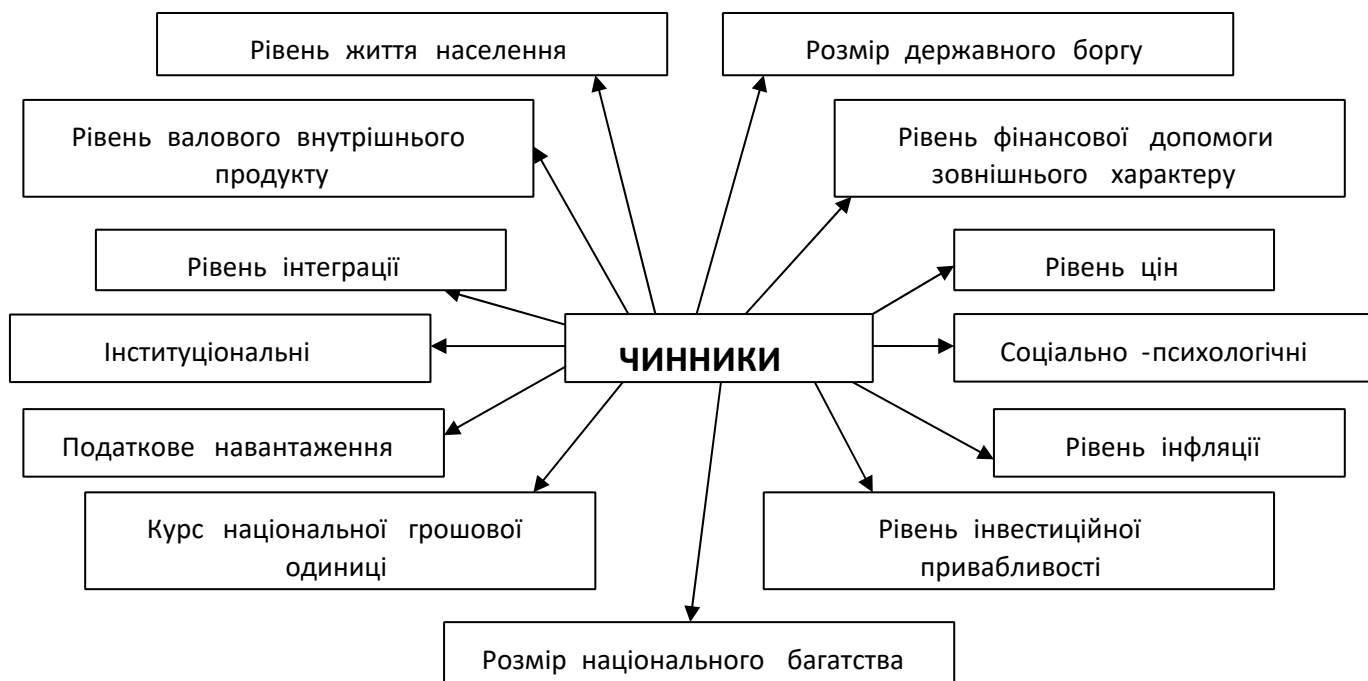 Рівень життя населення
Розмір державного боргу
Рівень валового внутрішнього
продукту
Рівень фінансової допомоги
зовнішнього характеру
Рівень інтеграції
Рівень цін
Інституціональні
ЧИННИКИ
Соціально -психологічні
Податкове навантаження
Рівень інфляції
Курс національної грошової
одиниці
Рівень інвестиційної
привабливості
Розмір національного багатства